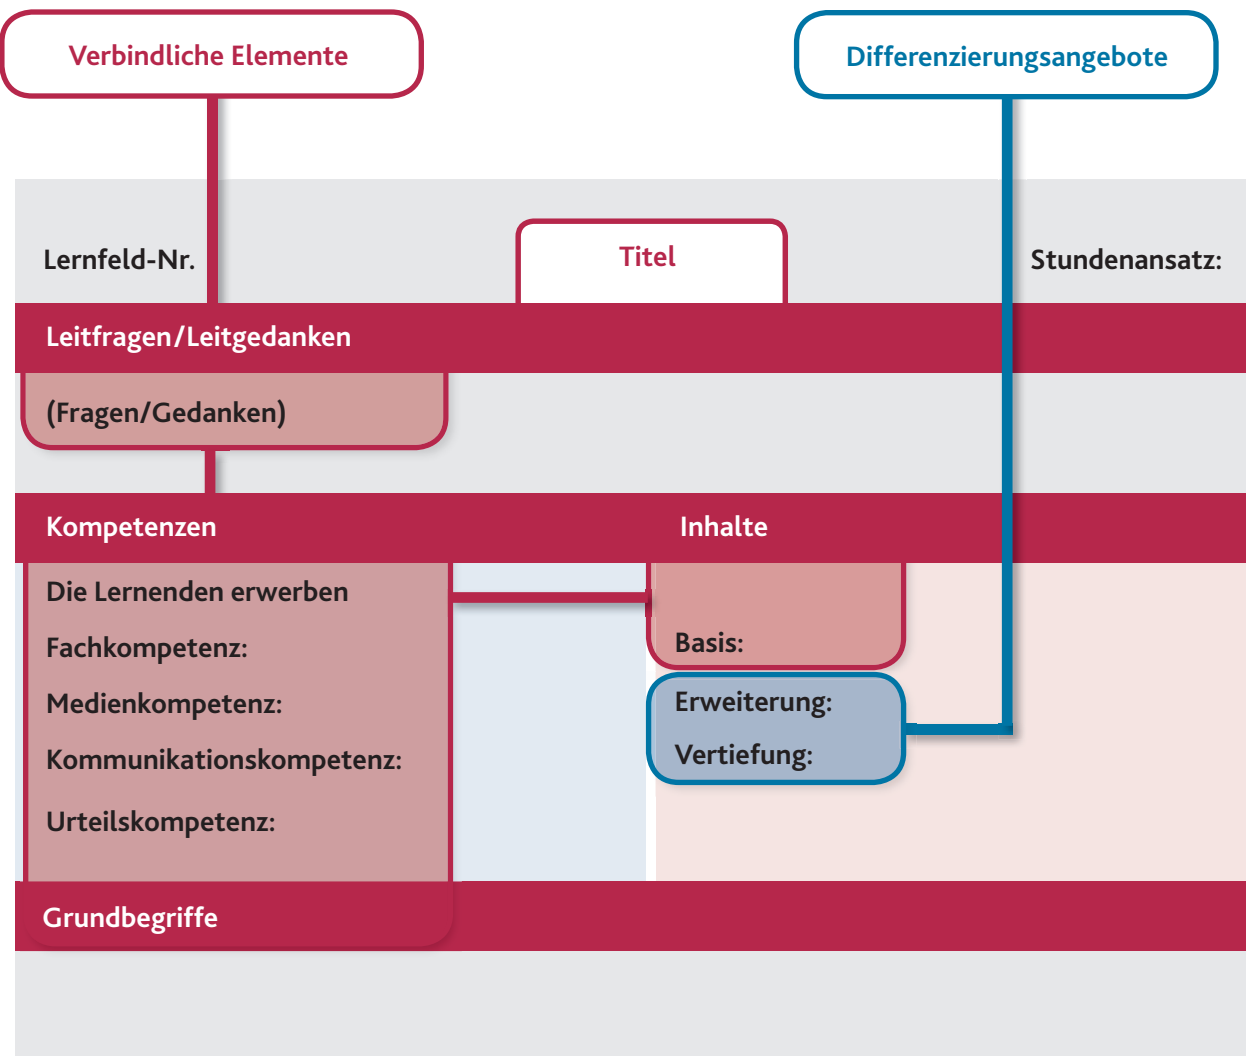 Verbindliche Elemente
Differenzierungsangebote
Lernfeld-Nr.
Titel
Stundenansatz:
Leitfragen/Leitgedanken
(Fragen/Gedanken)
Kompetenzen
Inhalte
Die Lernenden erwerben
Fachkompetenz:
Medienkompetenz:
Kommunikationskompetenz:
Urteilskompetenz:
Basis:
Erweiterung:
Vertiefung:
Grundbegriffe